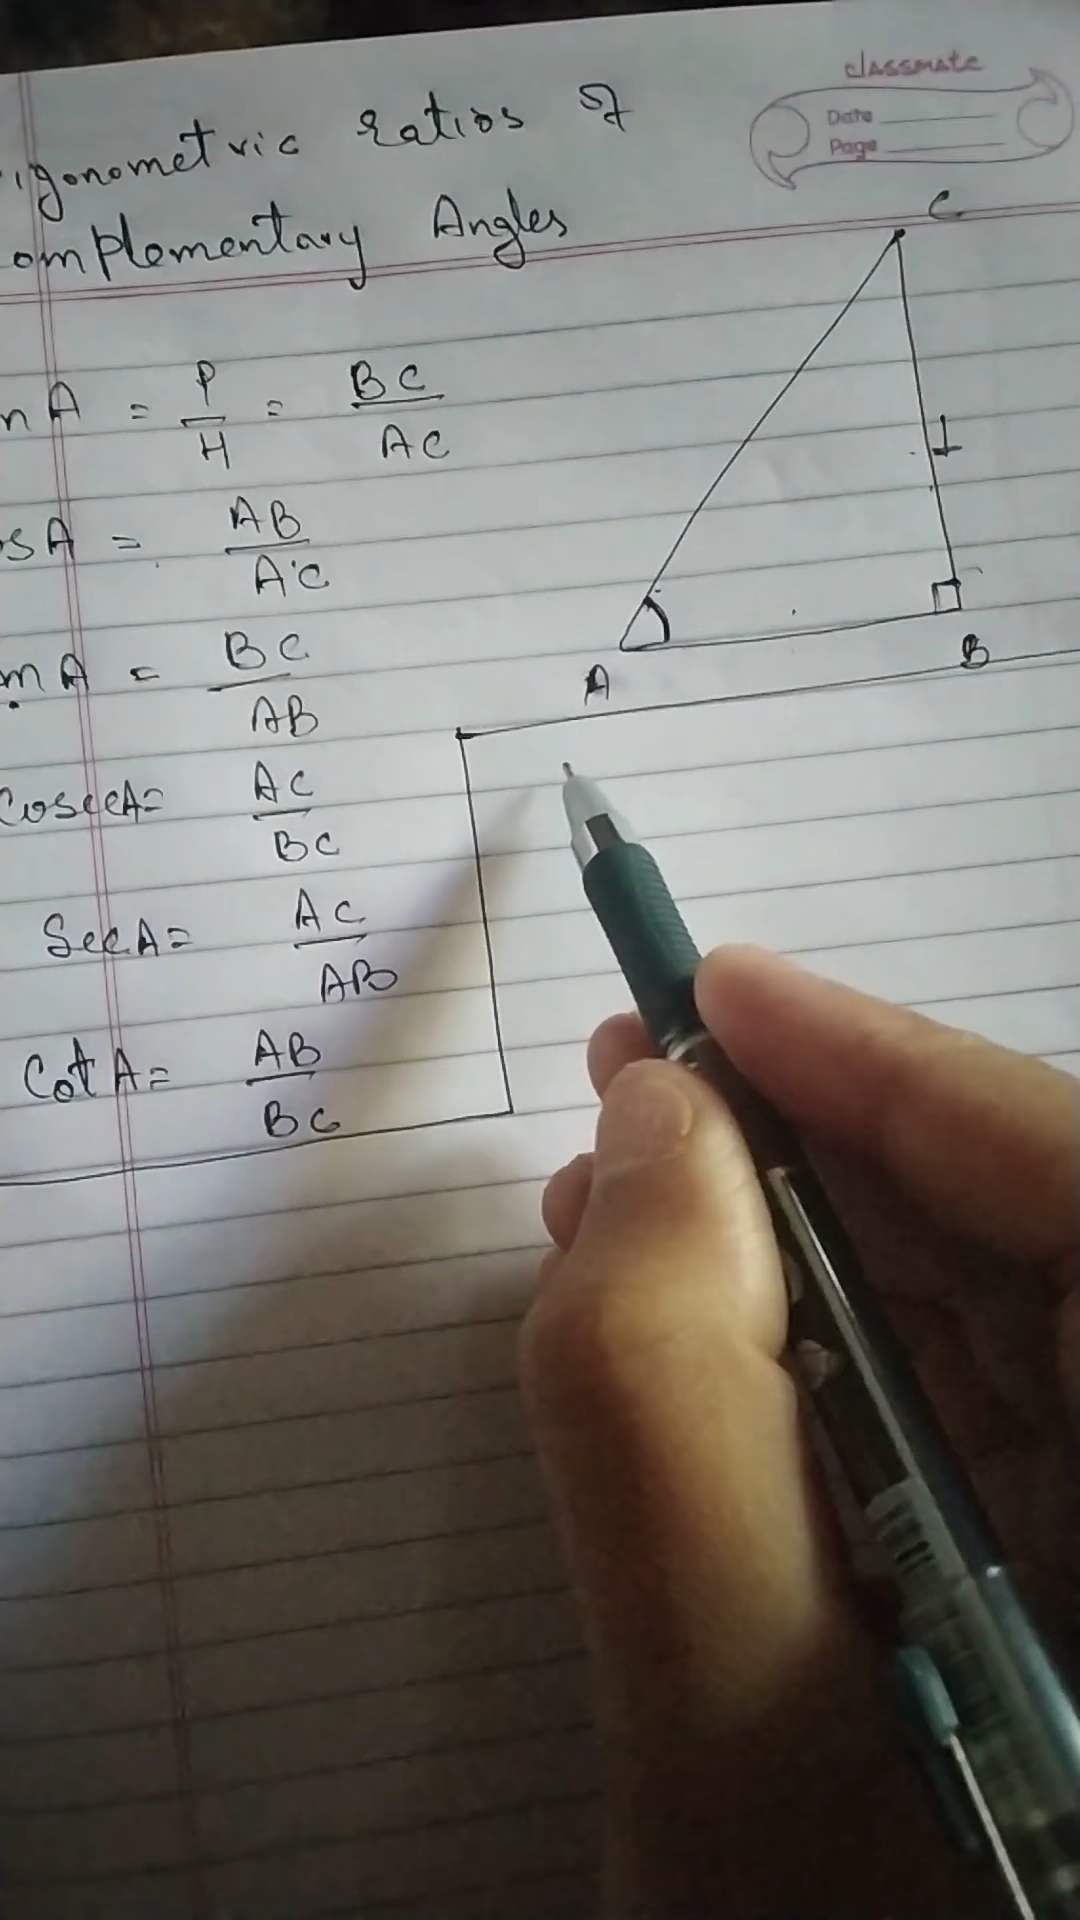 classmate
Date
Page
igonometric ratios of
omplementary Angles
C
nA = P/H = BC/AC
sA = AB/AC
A = BC/AB
A
B
CosecA= AC/BC
SecA= AC/AB
Cot A= AB/BC